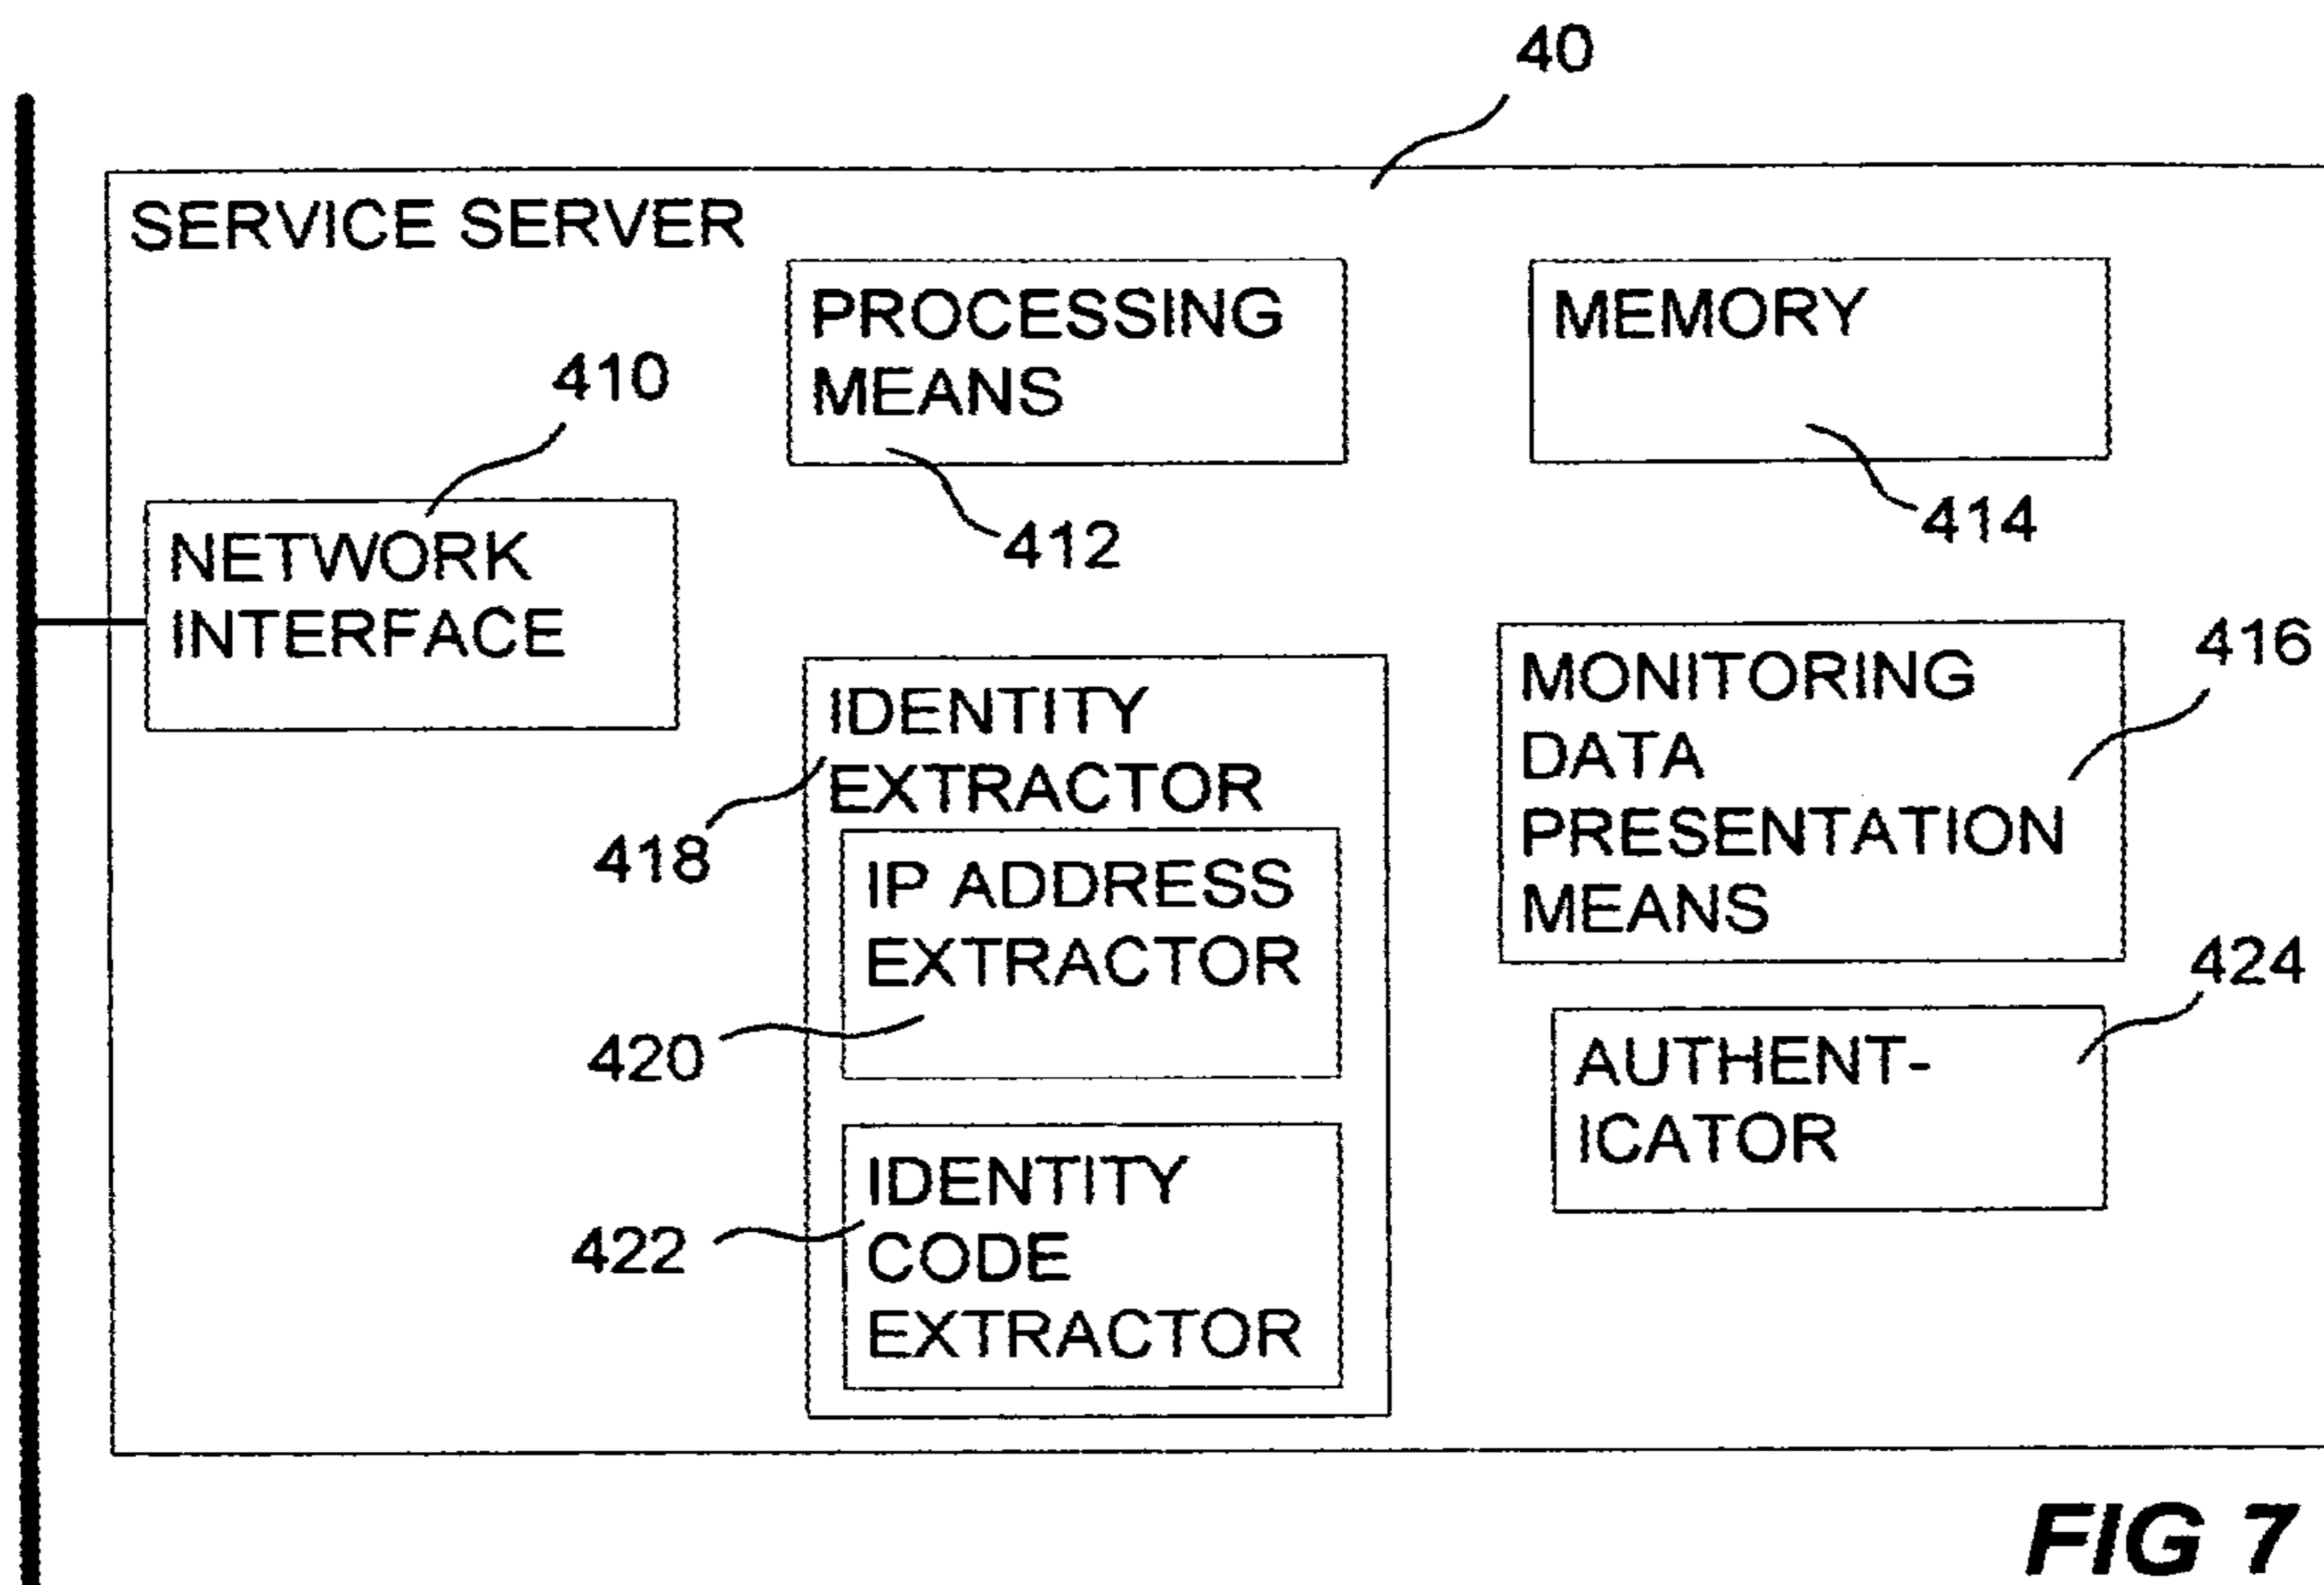 40
SERVICE SERVER
PROCESSING
MEANS
412
MEMORY
414
410
NETWORK
INTERFACE
IDENTITY
EXTRACTOR
418
IP ADDRESS
EXTRACTOR
420
IDENTITY
CODE
EXTRACTOR
422
MONITORING
DATA
PRESENTATION
MEANS
416
AUTHENT-
ICATOR
424
FIG 7